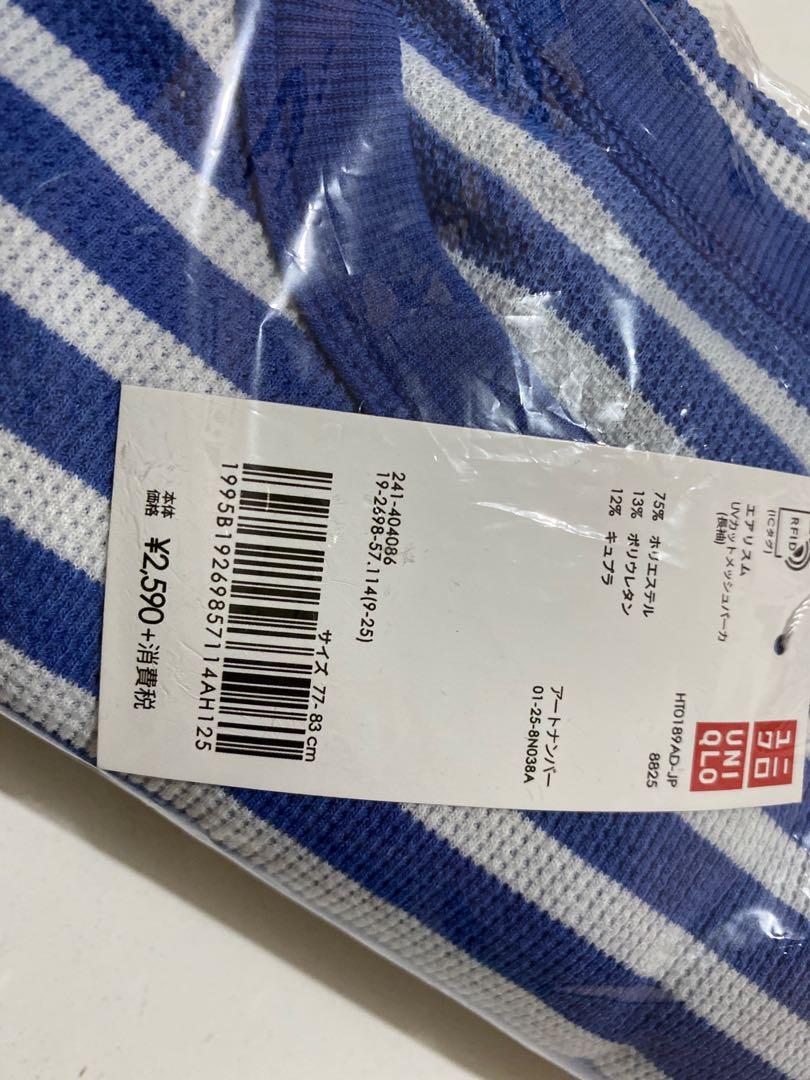 RFID
(ICタグ)
エアリズム
UVカットメッシュパーカ
(長袖)
ユニ
クロ
UNI
QLO
HT0189AD-JP
8825
75% ポリエステル
13% ポリウレタン
12% キュプラ
アートナンバー
01-25-8N038A
241-404086
19-2698-57.114(9-25)
サイズ 77- 83 cm
1995B19269857114AH125
本体
価格 ¥2,590+消費税